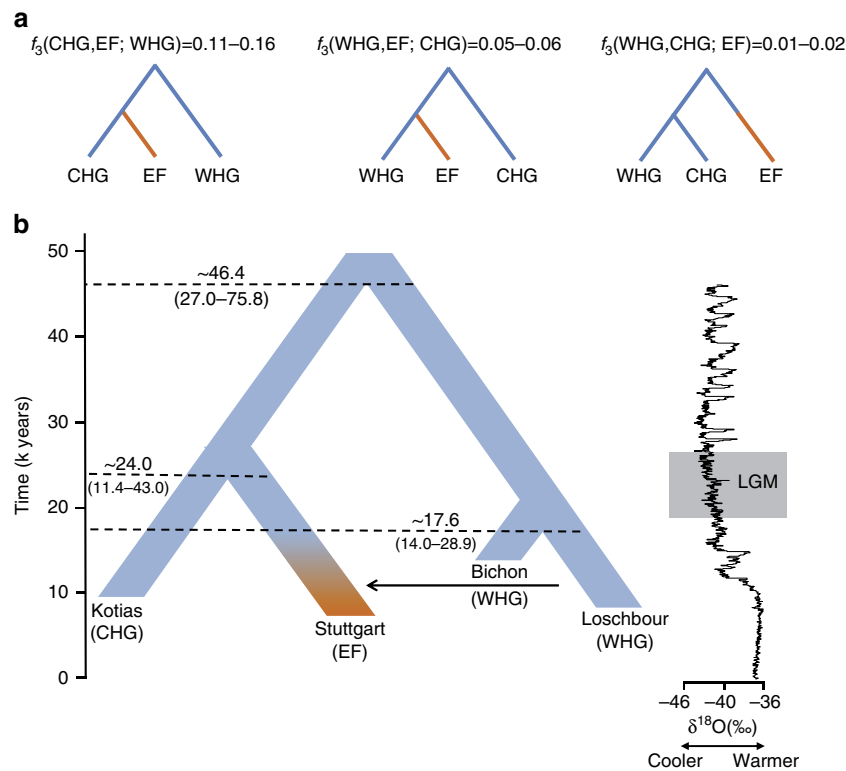 a
f3(CHG,EF; WHG)=0.11–0.16
f3(WHG,EF; CHG)=0.05–0.06
f3(WHG,CHG; EF)=0.01–0.02
CHG EF WHG
WHG EF CHG
WHG CHG EF
b
Time (k years)
50
40
30
20
10
0
~46.4
(27.0–75.8)
~24.0
(11.4–43.0)
~17.6
(14.0–28.9)
Kotias
(CHG)
Stuttgart
(EF)
Bichon
(WHG)
Loschbour
(WHG)
LGM
–46 –40 –36
δ18O(‰)
Cooler Warmer